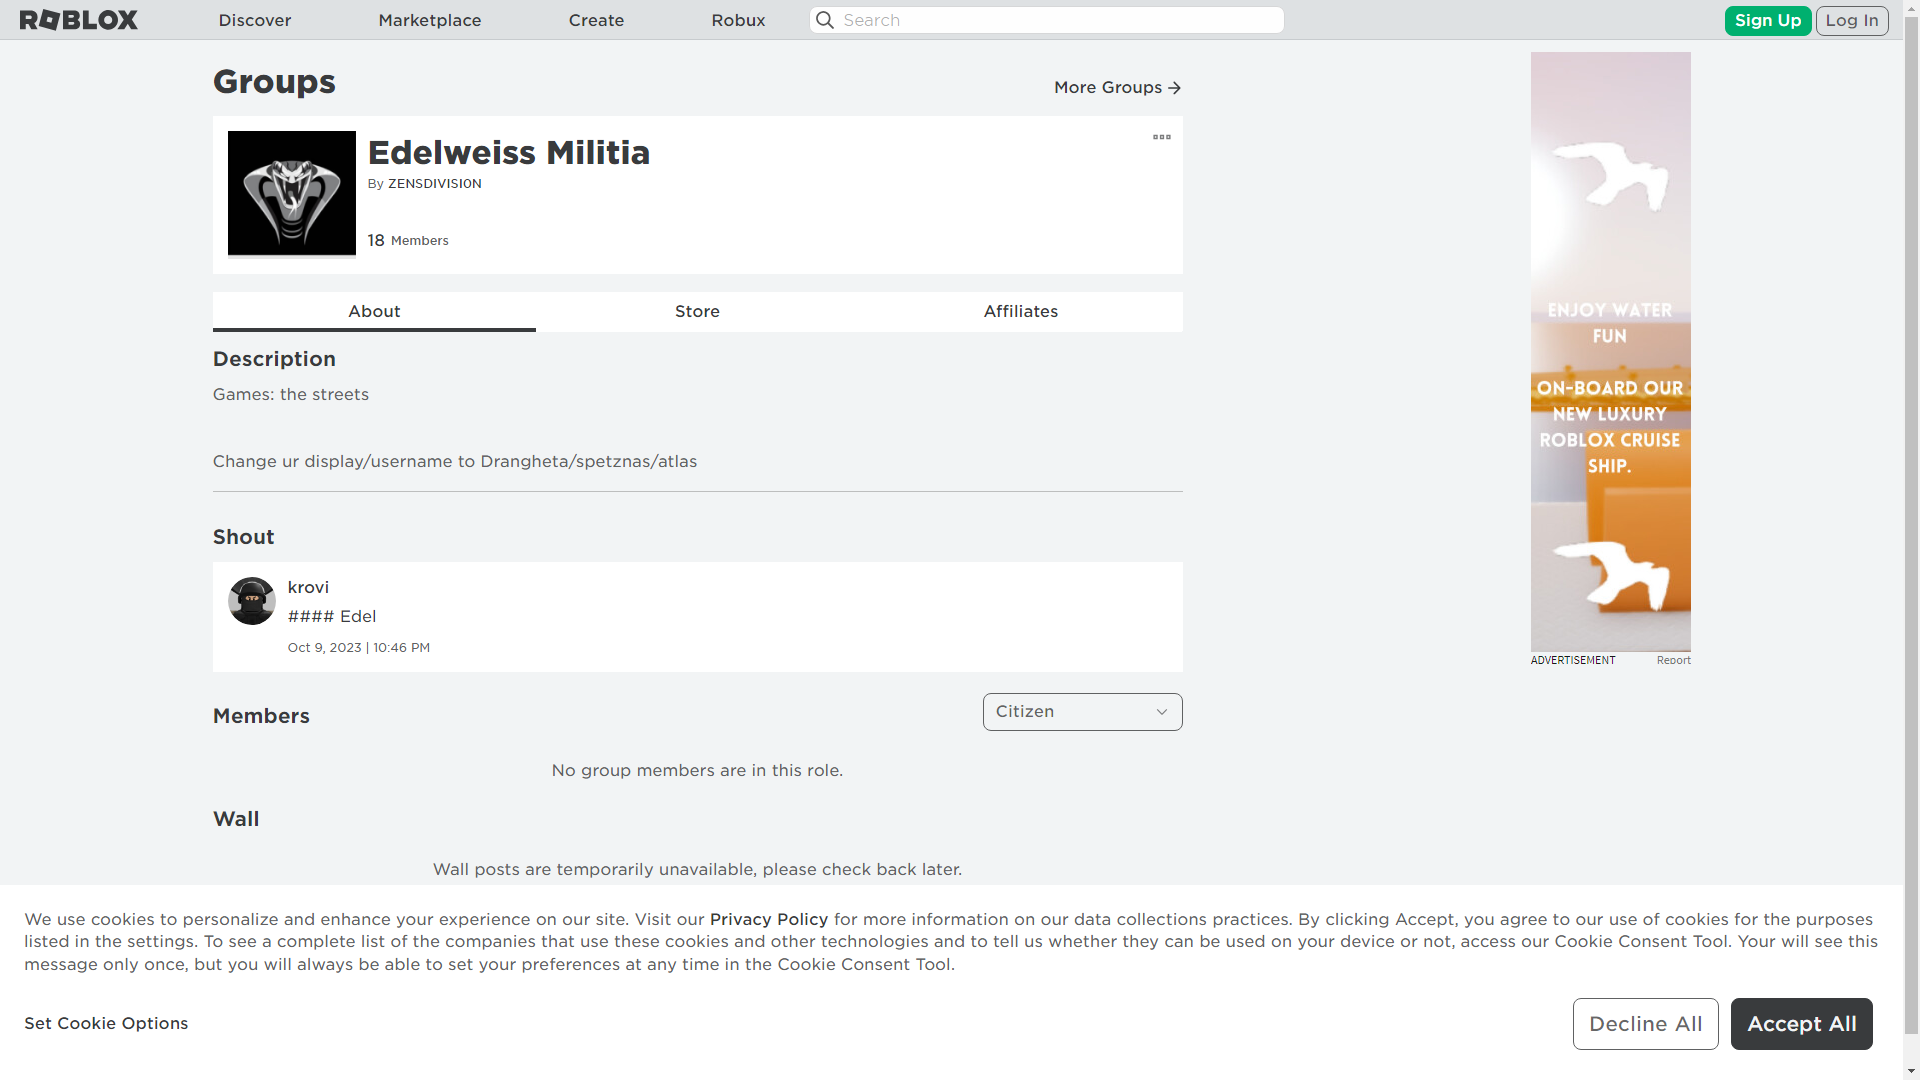 ROBLOX
Discover
Marketplace
Create
Robux
Search
Sign Up
Log In
Groups
More Groups
Edelweiss Militia
By ZENSDIVISI0N
18 Members
About
Store
Affiliates
Description
Games: the streets
Change ur display/username to Drangheta/spetznas/atlas
Shout
krovi
#### Edel
Oct 9, 2023 | 10:46 PM
Members
Citizen
No group members are in this role.
Wall
Wall posts are temporarily unavailable, please check back later.
ENJOY WATER
FUN
ON-BOARD OUR
NEW LUXURY
ROBLOX CRUISE
SHIP.
ADVERTISEMENT
Report
We use cookies to personalize and enhance your experience on our site. Visit our Privacy Policy for more information on our data collections practices. By clicking Accept, you agree to our use of cookies for the purposes
listed in the settings. To see a complete list of the companies that use these cookies and other technologies and to tell us whether they can be used on your device or not, access our Cookie Consent Tool. Your will see this
message only once, but you will always be able to set your preferences at any time in the Cookie Consent Tool.
Set Cookie Options
Decline All
Accept All